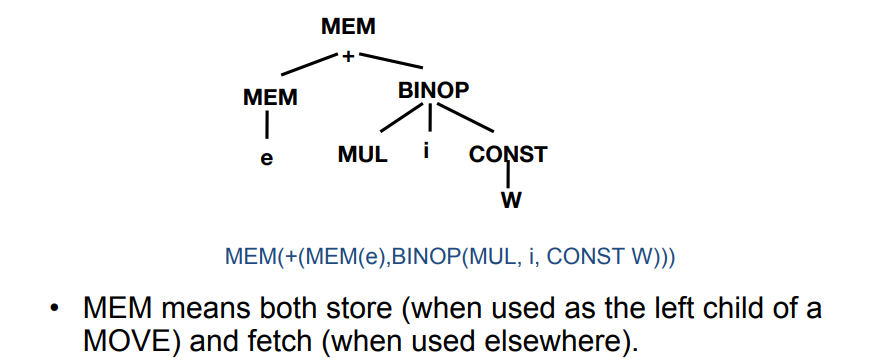 MEM
+
MEM
BINOP
e
MUL
i
CONST
W
MEM(+(MEM(e),BINOP(MUL, i, CONST W)))
• MEM means both store (when used as the left child of a
MOVE) and fetch (when used elsewhere).